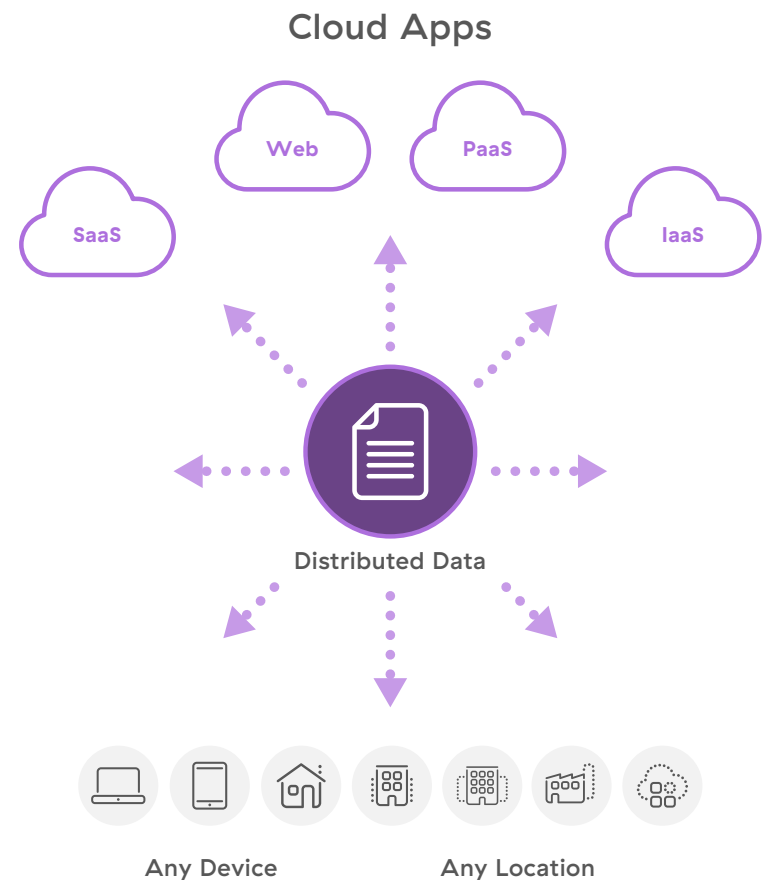 Cloud Apps
Web
PaaS
SaaS
IaaS
Distributed Data
Any Device
Any Location